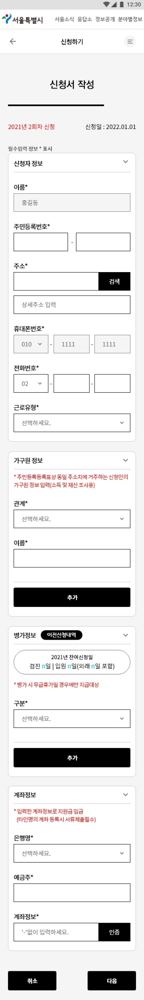 12:30
서울특별시 서울소식 응답소 정보공개 분야별정보
신청하기
신청서 작성
2021년 2회차 신청 신청일 : 2022.01.01
필수입력 정보 * 표시
신청자 정보
이름*
홍길동
주민등록번호*
-
주소*
검색
상세주소 입력
휴대폰번호*
010 - 1111 - 1111
전화번호*
02 - -
근로유형*
선택하세요.
가구원 정보
* 주민등록등록표상 동일 주소지에 거주하는 신청인의
가구원 정보 입력(소득 및 재산 조사용)
관계*
선택하세요.
이름*
추가
병가정보 이전신청내역
2021년 잔여신청일
검진 n일 | 입원 n일(외래 n일 포함)
* 병가 시 무급휴가일 경우에만 지급대상
구분*
선택하세요.
추가
계좌정보
* 입력한 계좌정보로 지원금 입금
(타인명의 계좌 등록시 서류제출필수)
은행명*
선택하세요.
예금주*
계좌정보*
'-'없이 입력하세요. 인증
취소 다음